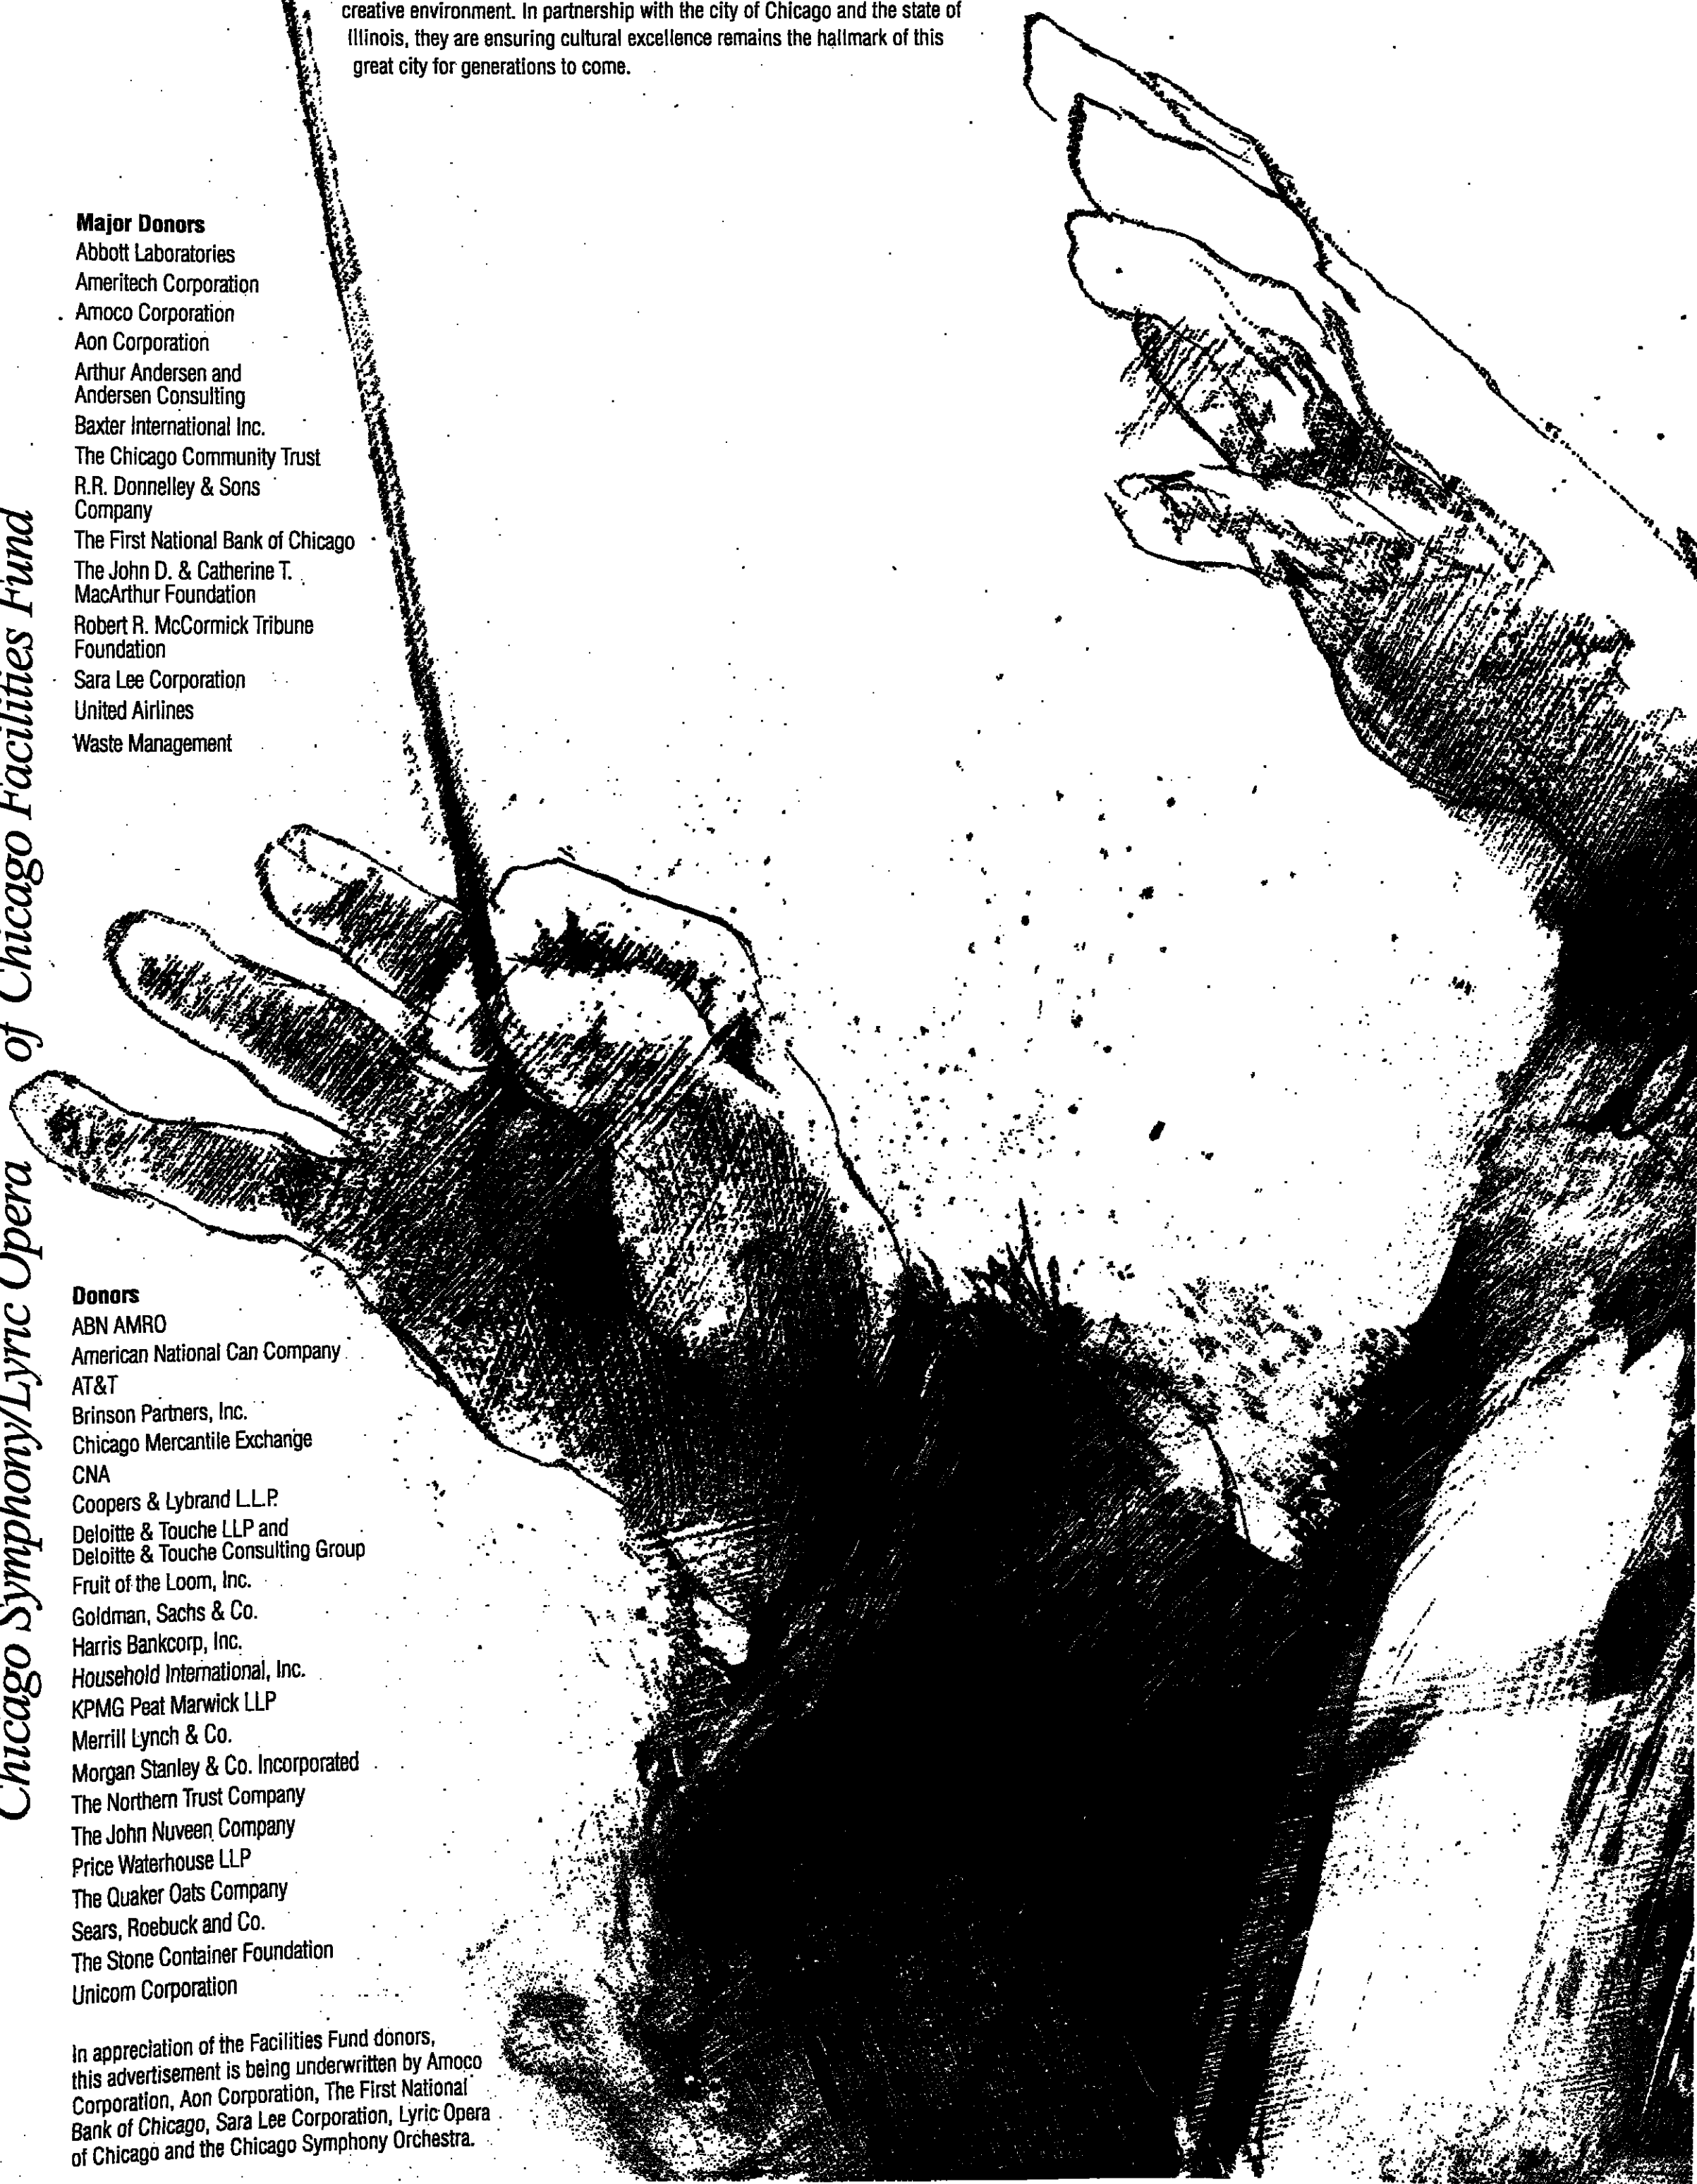 creative environment. In partnership with the city of Chicago and the state of
Illinois, they are ensuring cultural excellence remains the hallmark of this
great city for generations to come.
Major Donors
Abbott Laboratories
Ameritech Corporation
Amoco Corporation
Aon Corporation
Arthur Andersen and
Andersen Consulting
Baxter International Inc.
The Chicago Community Trust
R.R. Donnelley & Sons
Company
The First National Bank of Chicago
The John D. & Catherine T.
MacArthur Foundation
Robert R. McCormick Tribune
Foundation
Sara Lee Corporation
United Airlines
Waste Management
Chicago Symphony/Lyric Opera of Chicago Facilities Fund
Donors
ABN AMRO
American National Can Company
AT&T
Brinson Partners, Inc.
Chicago Mercantile Exchange
CNA
Coopers & Lybrand L.L.P.
Deloitte & Touche LLP and
Deloitte & Touche Consulting Group
Fruit of the Loom, Inc.
Goldman, Sachs & Co.
Harris Bankcorp, Inc.
Household International, Inc.
KPMG Peat Marwick LLP
Merrill Lynch & Co.
Morgan Stanley & Co. Incorporated
The Northern Trust Company
The John Nuveen Company
Price Waterhouse LLP
The Quaker Oats Company
Sears, Roebuck and Co.
The Stone Container Foundation
Unicom Corporation
In appreciation of the Facilities Fund donors,
this advertisement is being underwritten by Amoco
Corporation, Aon Corporation, The First National
Bank of Chicago, Sara Lee Corporation, Lyric Opera
of Chicago and the Chicago Symphony Orchestra.